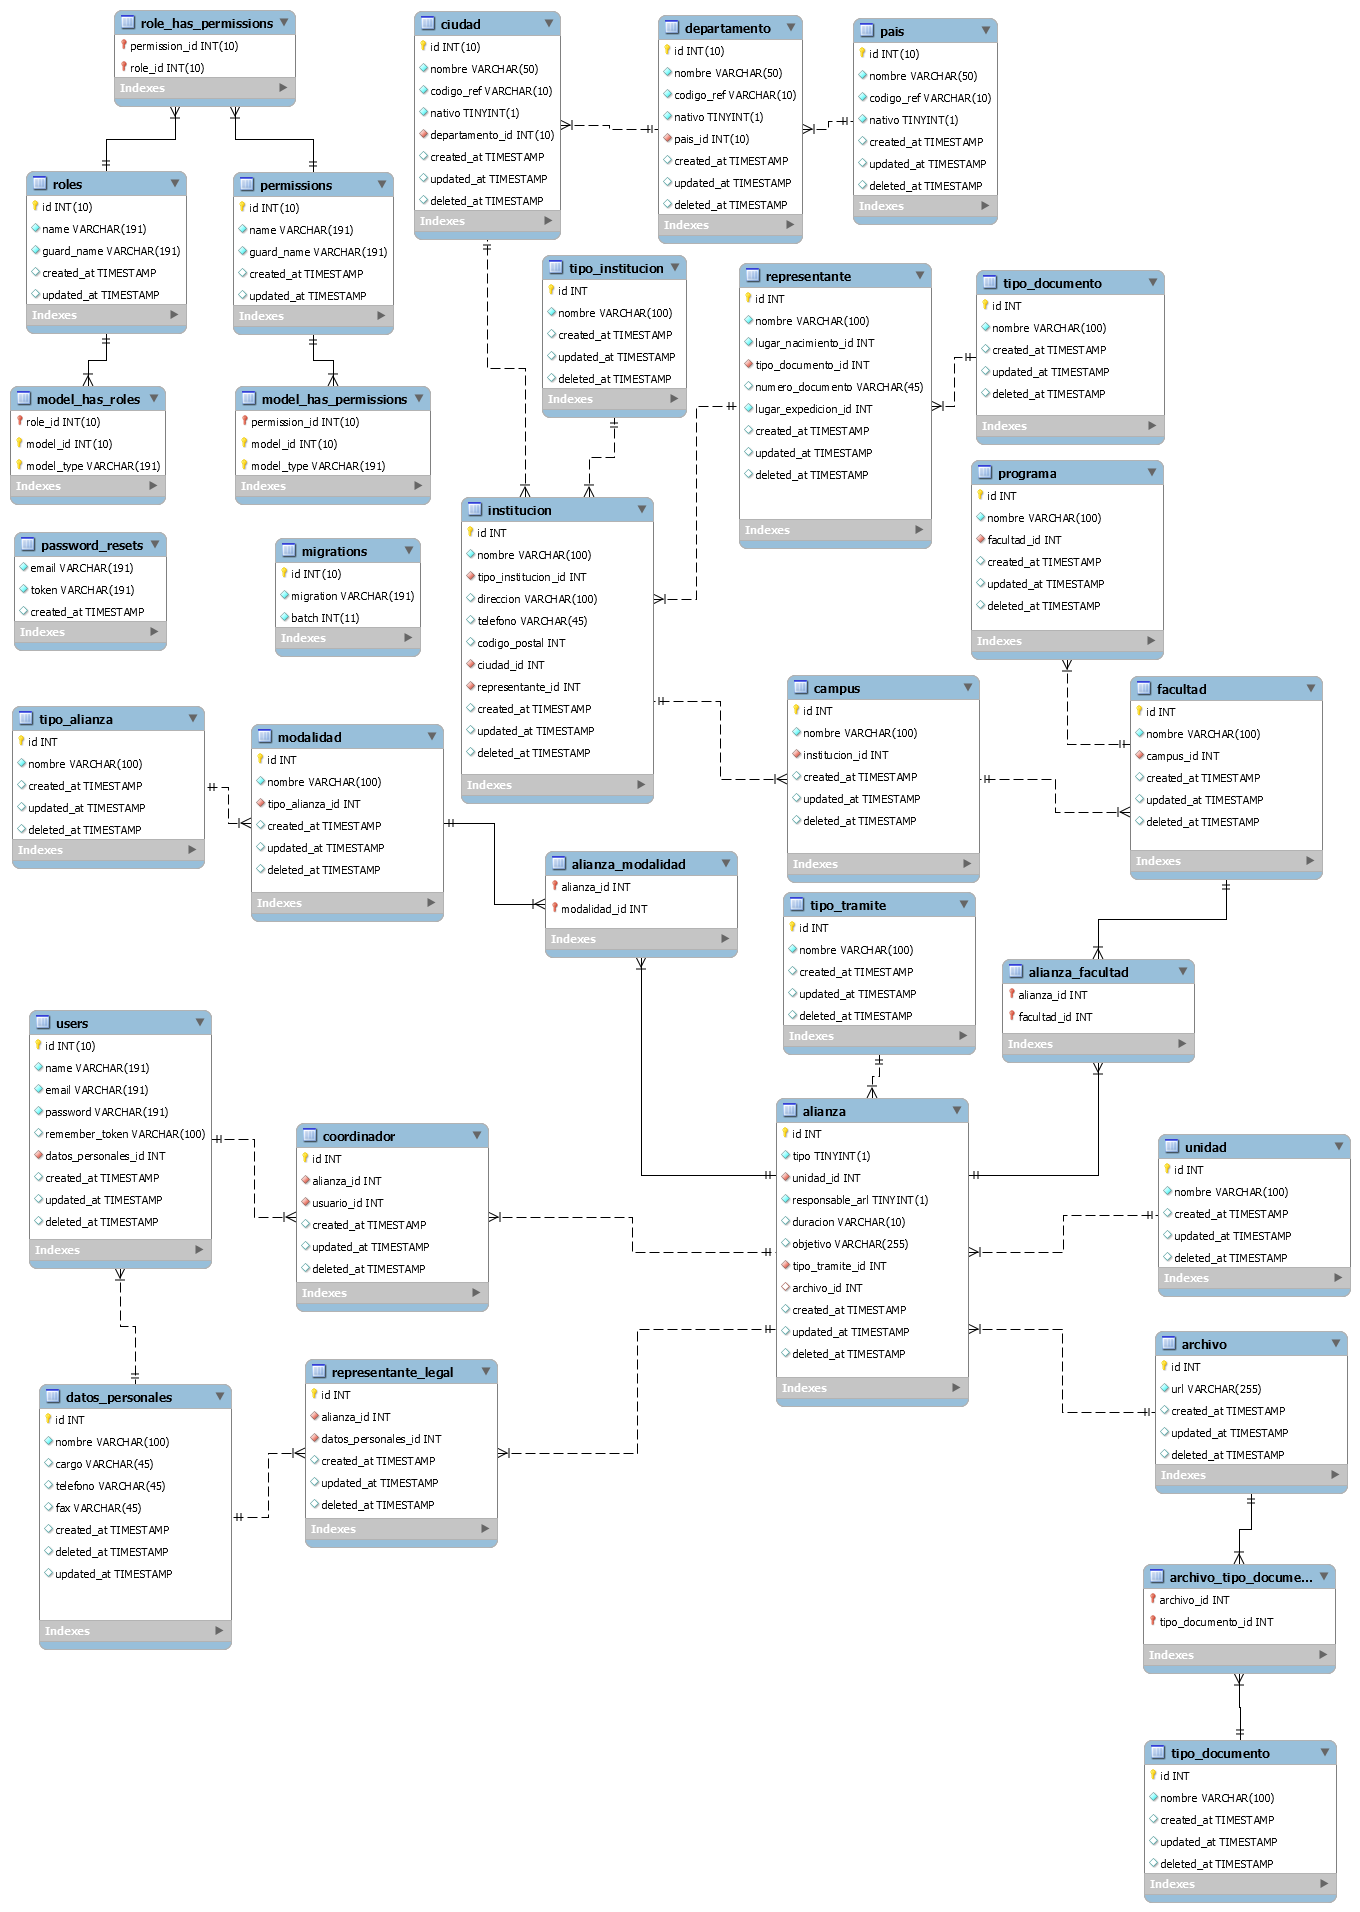 role_has_permissions
permission_id INT(10)
role_id INT(10)
Indexes
ciudad
id INT(10)
nombre VARCHAR(50)
codigo_ref VARCHAR(10)
nativo TINYINT(1)
departamento_id INT(10)
created_at TIMESTAMP
updated_at TIMESTAMP
deleted_at TIMESTAMP
Indexes
departamento
id INT(10)
nombre VARCHAR(50)
codigo_ref VARCHAR(10)
nativo TINYINT(1)
pais_id INT(10)
created_at TIMESTAMP
updated_at TIMESTAMP
deleted_at TIMESTAMP
Indexes
pais
id INT(10)
nombre VARCHAR(50)
codigo_ref VARCHAR(10)
nativo TINYINT(1)
created_at TIMESTAMP
updated_at TIMESTAMP
deleted_at TIMESTAMP
Indexes
roles
id INT(10)
name VARCHAR(191)
guard_name VARCHAR(191)
created_at TIMESTAMP
updated_at TIMESTAMP
Indexes
permissions
id INT(10)
name VARCHAR(191)
guard_name VARCHAR(191)
created_at TIMESTAMP
updated_at TIMESTAMP
Indexes
tipo_institucion
id INT
nombre VARCHAR(100)
created_at TIMESTAMP
updated_at TIMESTAMP
deleted_at TIMESTAMP
Indexes
representante
id INT
nombre VARCHAR(100)
lugar_nacimiento_id INT
tipo_documento_id INT
numero_documento VARCHAR(45)
lugar_expedicion_id INT
created_at TIMESTAMP
updated_at TIMESTAMP
deleted_at TIMESTAMP
Indexes
tipo_documento
id INT
nombre VARCHAR(100)
created_at TIMESTAMP
updated_at TIMESTAMP
deleted_at TIMESTAMP
Indexes
model_has_roles
role_id INT(10)
model_id INT(10)
model_type VARCHAR(191)
Indexes
model_has_permissions
permission_id INT(10)
model_id INT(10)
model_type VARCHAR(191)
Indexes
programa
id INT
nombre VARCHAR(100)
facultad_id INT
created_at TIMESTAMP
updated_at TIMESTAMP
deleted_at TIMESTAMP
Indexes
institucion
id INT
nombre VARCHAR(100)
tipo_institucion_id INT
direccion VARCHAR(100)
telefono VARCHAR(45)
codigo_postal INT
ciudad_id INT
representante_id INT
created_at TIMESTAMP
updated_at TIMESTAMP
deleted_at TIMESTAMP
Indexes
password_resets
email VARCHAR(191)
token VARCHAR(191)
created_at TIMESTAMP
Indexes
migrations
id INT(10)
migration VARCHAR(191)
batch INT(11)
Indexes
campus
id INT
nombre VARCHAR(100)
institucion_id INT
created_at TIMESTAMP
updated_at TIMESTAMP
deleted_at TIMESTAMP
Indexes
facultad
id INT
nombre VARCHAR(100)
campus_id INT
created_at TIMESTAMP
updated_at TIMESTAMP
deleted_at TIMESTAMP
Indexes
tipo_alianza
id INT
nombre VARCHAR(100)
created_at TIMESTAMP
updated_at TIMESTAMP
deleted_at TIMESTAMP
Indexes
modalidad
id INT
nombre VARCHAR(100)
tipo_alianza_id INT
created_at TIMESTAMP
updated_at TIMESTAMP
deleted_at TIMESTAMP
Indexes
alianza_modalidad
alianza_id INT
modalidad_id INT
Indexes
tipo_tramite
id INT
nombre VARCHAR(100)
created_at TIMESTAMP
updated_at TIMESTAMP
deleted_at TIMESTAMP
Indexes
alianza_facultad
alianza_id INT
facultad_id INT
Indexes
users
id INT(10)
name VARCHAR(191)
email VARCHAR(191)
password VARCHAR(191)
remember_token VARCHAR(100)
datos_personales_id INT
created_at TIMESTAMP
updated_at TIMESTAMP
deleted_at TIMESTAMP
Indexes
coordinador
id INT
alianza_id INT
usuario_id INT
created_at TIMESTAMP
updated_at TIMESTAMP
deleted_at TIMESTAMP
Indexes
alianza
id INT
tipo TINYINT(1)
unidad_id INT
responsable_arl TINYINT(1)
duracion VARCHAR(10)
objetivo VARCHAR(255)
tipo_tramite_id INT
archivo_id INT
created_at TIMESTAMP
updated_at TIMESTAMP
deleted_at TIMESTAMP
Indexes
unidad
id INT
nombre VARCHAR(100)
created_at TIMESTAMP
updated_at TIMESTAMP
deleted_at TIMESTAMP
Indexes
archivo
id INT
url VARCHAR(255)
created_at TIMESTAMP
updated_at TIMESTAMP
deleted_at TIMESTAMP
Indexes
datos_personales
id INT
nombre VARCHAR(100)
cargo VARCHAR(45)
telefono VARCHAR(45)
fax VARCHAR(45)
created_at TIMESTAMP
deleted_at TIMESTAMP
updated_at TIMESTAMP
Indexes
representante_legal
id INT
alianza_id INT
datos_personales_id INT
created_at TIMESTAMP
updated_at TIMESTAMP
deleted_at TIMESTAMP
Indexes
archivo_tipo_docume...
archivo_id INT
tipo_documento_id INT
Indexes
tipo_documento
id INT
nombre VARCHAR(100)
created_at TIMESTAMP
updated_at TIMESTAMP
deleted_at TIMESTAMP
Indexes